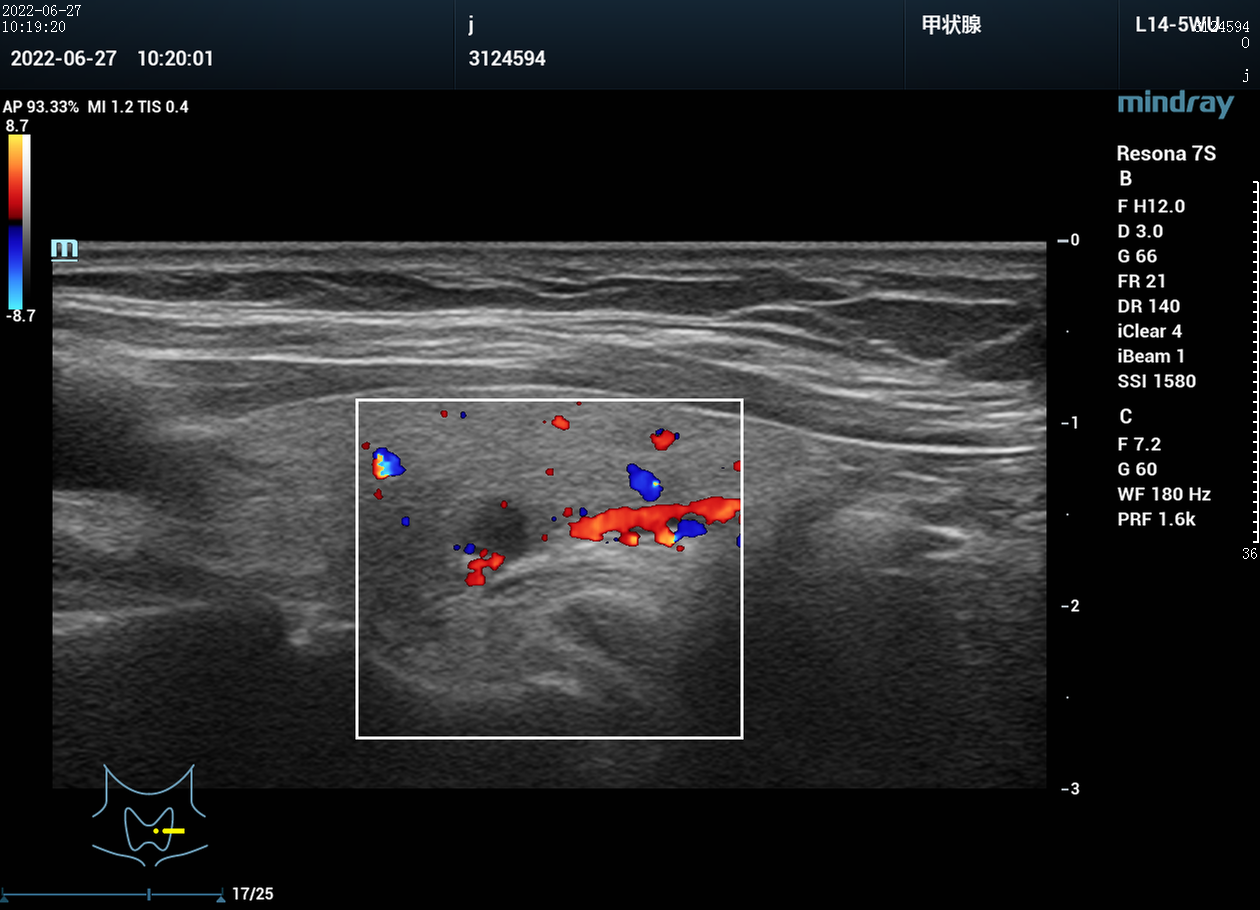 2022-06-27
10:19:20
2022-06-27 10:20:01
j
3124594
甲状腺
L14-5WU
3124594
0
j
AP 93.33% MI 1.2 TIS 0.4
8.7
-8.7
m
mindray
Resona 7S
B
F H12.0
D 3.0
G 66
FR 21
DR 140
iClear 4
iBeam 1
SSI 1580
C
F 7.2
G 60
WF 180 Hz
PRF 1.6k
0
-1
-2
-3
36
17/25